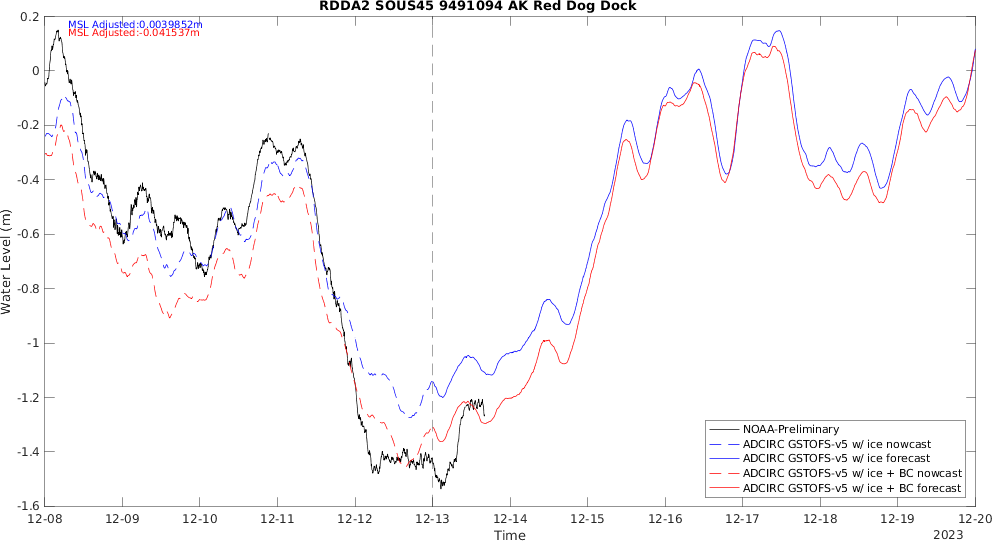 RDDA2 SOUS45 9491094 AK Red Dog Dock
MSL Adjusted:0.0039852m
MSL Adjusted:-0.041537m
0.2
0
-0.2
-0.4
-0.6
-0.8
-1
-1.2
-1.4
-1.6
Water Level (m)
NOAA-Preliminary
ADCIRC GSTOFS-v5 w/ ice nowcast
ADCIRC GSTOFS-v5 w/ ice forecast
ADCIRC GSTOFS-v5 w/ice + BC nowcast
ADCIRC GSTOFS-v5 w/ice + BC forecast
12-08 12-09 12-10 12-11 12-12 12-13 12-14 12-15 12-16 12-17 12-18 12-19 12-20
Time
2023